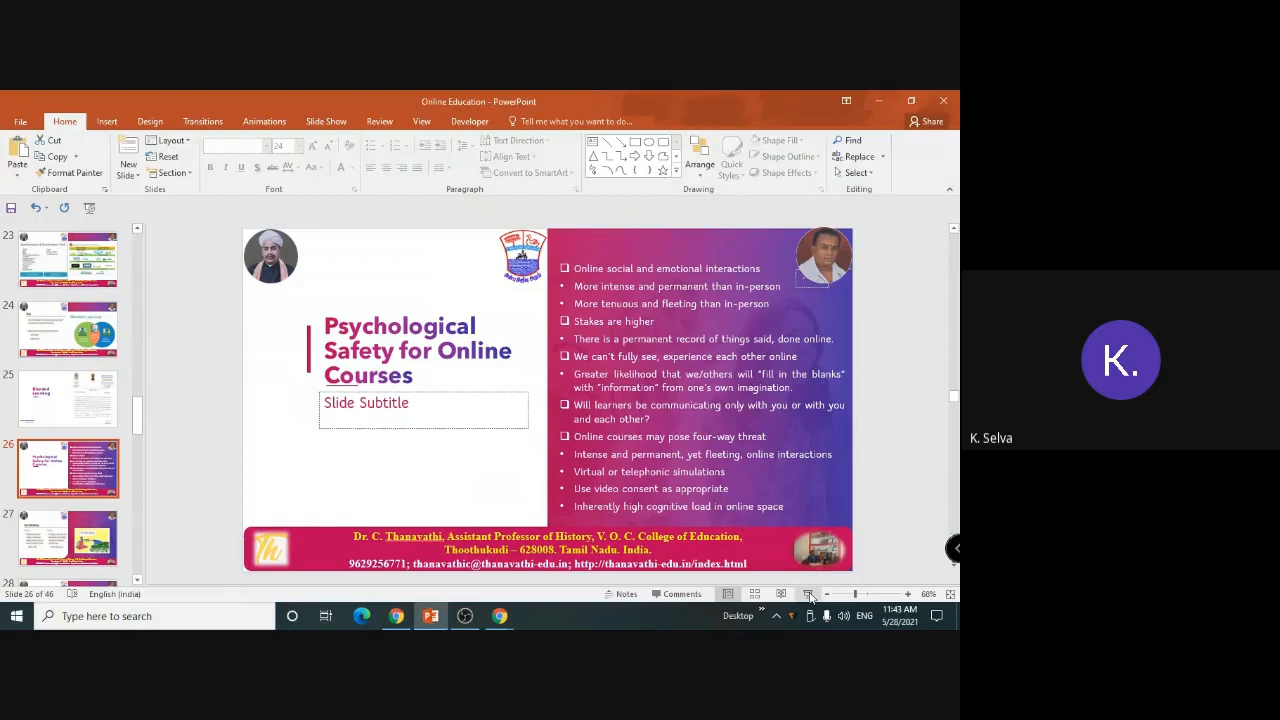 Online Education - PowerPoint
File Home Insert Design Transitions Animations Slide Show Review View Developer Tell me what you want to do... Share
Cut
Copy
Format Painter
Paste
Clipboard
New Slide
Layout
Reset
Section
Slides
24
Font
Text Direction
Align Text
Convert to SmartArt
Paragraph
Arrange
Quick Styles
Shape Fill
Shape Outline
Shape Effects
Drawing
Find
Replace
Select
Editing
23
24
25
26
27
28
Psychological
Safety for Online
Courses
Slide Subtitle
Online social and emotional interactions
• More intense and permanent than in-person
• More tenuous and fleeting than in-person
Stakes are higher
• There is a permanent record of things said, done online.
We can't fully see, experience each other online
• Greater likelihood that we/others will "fill in the blanks"
with "information" from one's own imagination.
Will learners be communicating only with you or with you
and each other?
Online courses may pose four-way threat
• Intense and permanent, yet fleeting, online interactions
• Virtual or telephonic simulations
• Use video consent as appropriate
• Inherently high cognitive load in online space
th
Dr. C. Thanavathi, Assistant Professor of History, V. O. C. College of Education,
Thoothukudi – 628008. Tamil Nadu. India.
9629256771; thanavathic@thanavathi-edu.in; http://thanavathi-edu.in/index.html
K.
K. Selva
Slide 26 of 46 English (India) Notes Comments 68%
Type here to search
Desktop
ENG
11:43 AM
5/28/2021